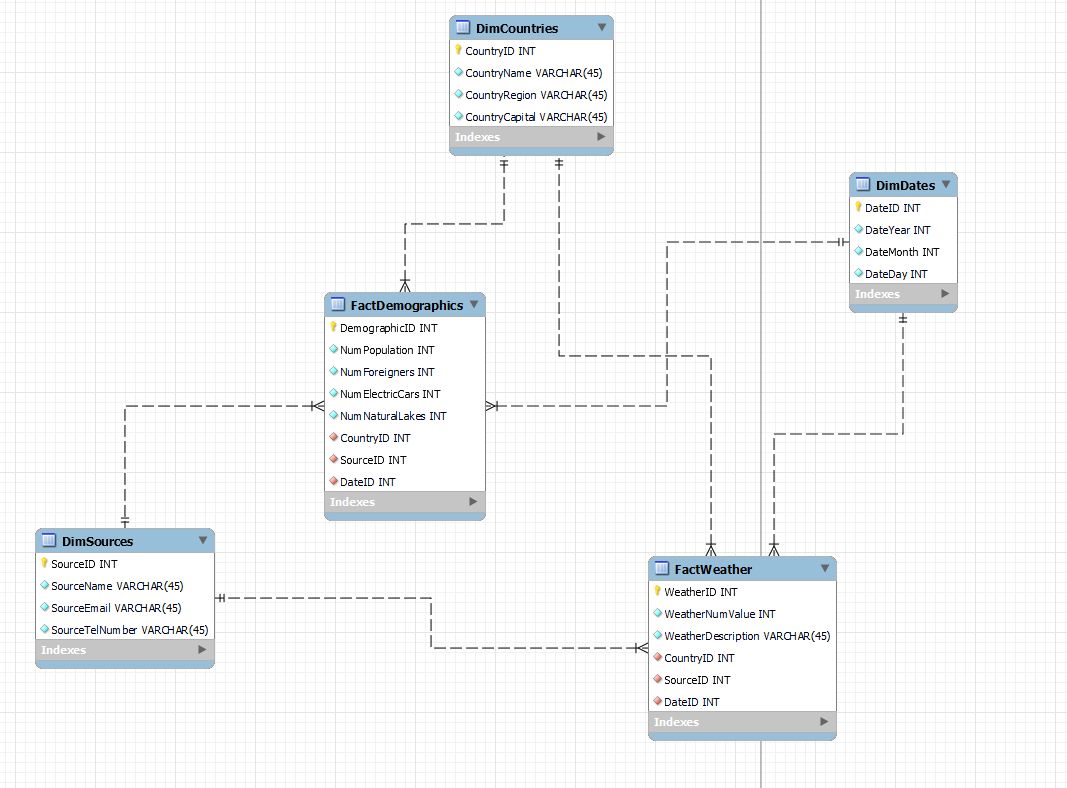 DimCountries
CountryID INT
CountryName VARCHAR(45)
CountryRegion VARCHAR(45)
CountryCapital VARCHAR(45)
Indexes
DimDates
DateID INT
DateYear INT
DateMonth INT
DateDay INT
Indexes
FactDemographics
DemographicID INT
NumPopulation INT
NumForeigners INT
NumElectricCars INT
NumNaturalLakes INT
CountryID INT
SourceID INT
DateID INT
Indexes
DimSources
SourceID INT
SourceName VARCHAR(45)
SourceEmail VARCHAR(45)
SourceTelNumber VARCHAR(45)
Indexes
FactWeather
WeatherID INT
WeatherNumValue INT
WeatherDescription VARCHAR(45)
CountryID INT
SourceID INT
DateID INT
Indexes